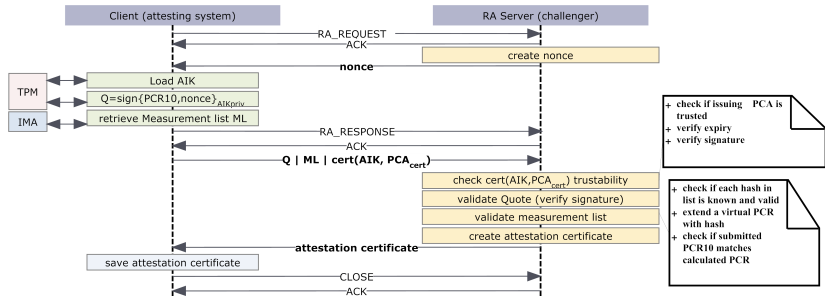 Client (attesting system)
RA Server (challenger)
RA_REQUEST
ACK
create nonce
nonce
TPM
Load AIK
Q=sign{PCR10,nonce}AIKpriv
IMA
retrieve Measurement list ML
RA_RESPONSE
ACK
Q | ML | cert(AIK, PCAcert)
+ check if issuing PCA is
trusted
+ verify expiry
+ verify signature
check cert(AIK,PCAcert) trustability
validate Quote (verify signature)
validate measurement list
create attestation certificate
+ check if each hash in
list is known and valid
+ extend a virtual PCR
with hash
+ check if submitted
PCR10 matches
calculated PCR
attestation certificate
save attestation certificate
CLOSE
ACK